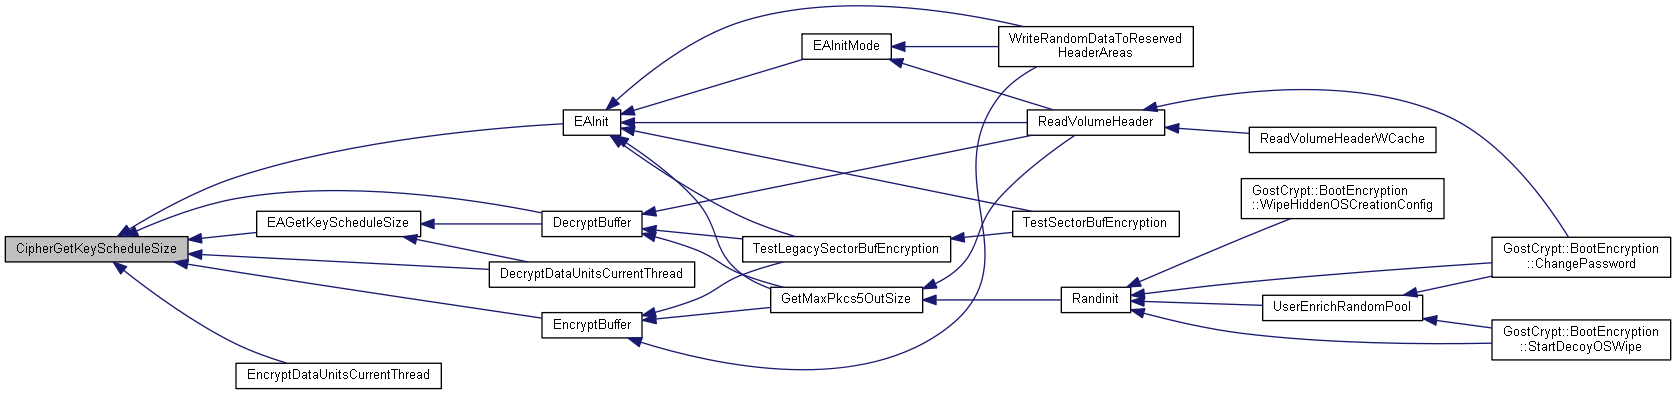 WriteRandomDataToReserved
HeaderAreas
EAInitMode
EAInit
ReadVolumeHeader
ReadVolumeHeaderWCache
GostCrypt::BootEncryption
::WipeHiddenOSCreationConfig
EAGetKeyScheduleSize
DecryptBuffer
TestSectorBufEncryption
CipherGetKeyScheduleSize
TestLegacySectorBufEncryption
GostCrypt::BootEncryption
::ChangePassword
DecryptDataUnitsCurrentThread
GetMaxPkcs5OutSize
Randinit
UserEnrichRandomPool
EncryptBuffer
GostCrypt::BootEncryption
::StartDecoyOSWipe
EncryptDataUnitsCurrentThread